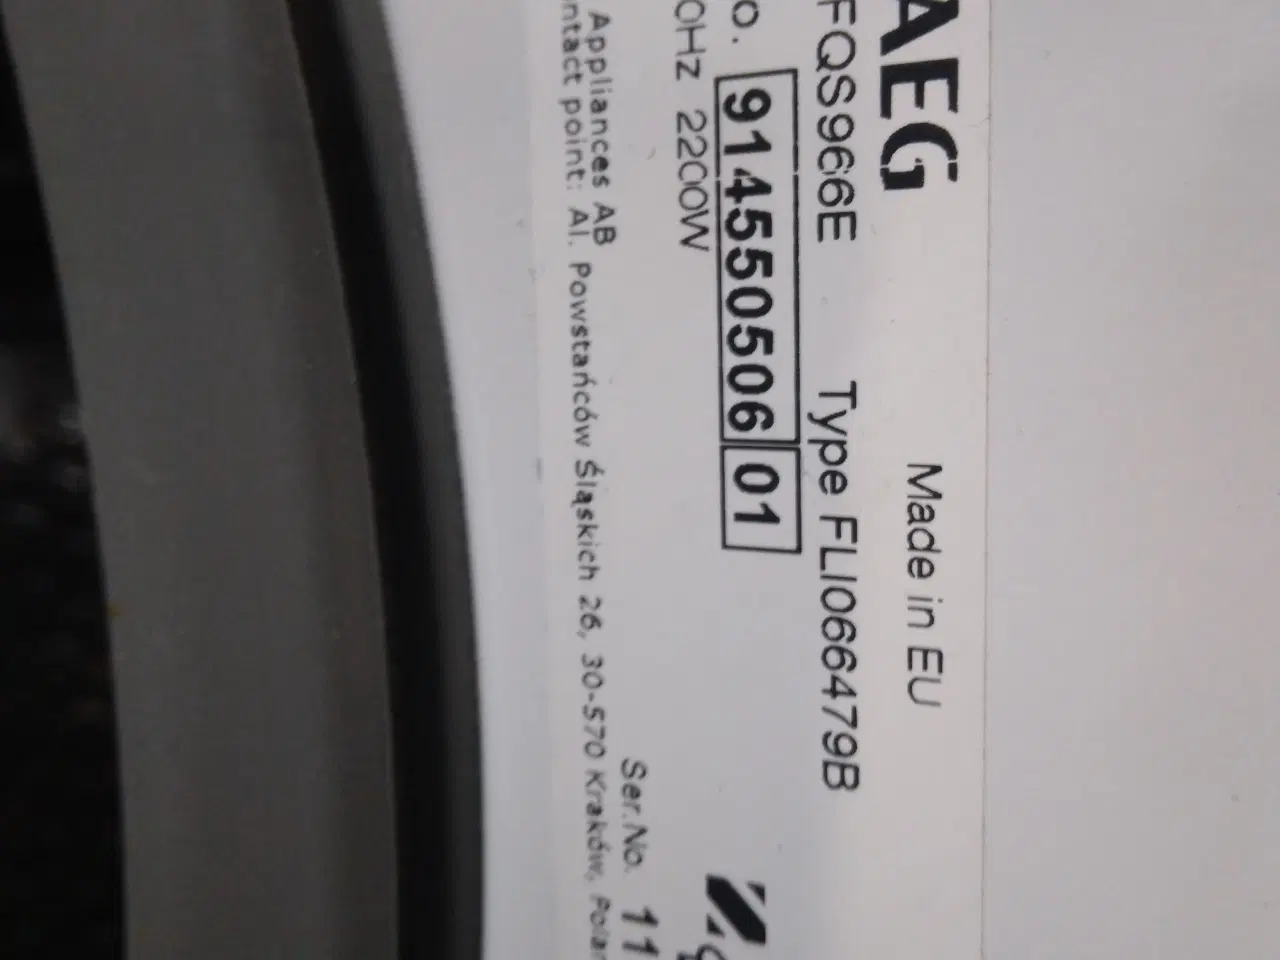 AEG
Made in EU
FQS966E Type FLI066479B
o. 914550506 01
0Hz 2200W
Ser.No. 11
Appliances AB
ntact point: Al. Powstańców Śląskich 26, 30-570 Kraków, Polan